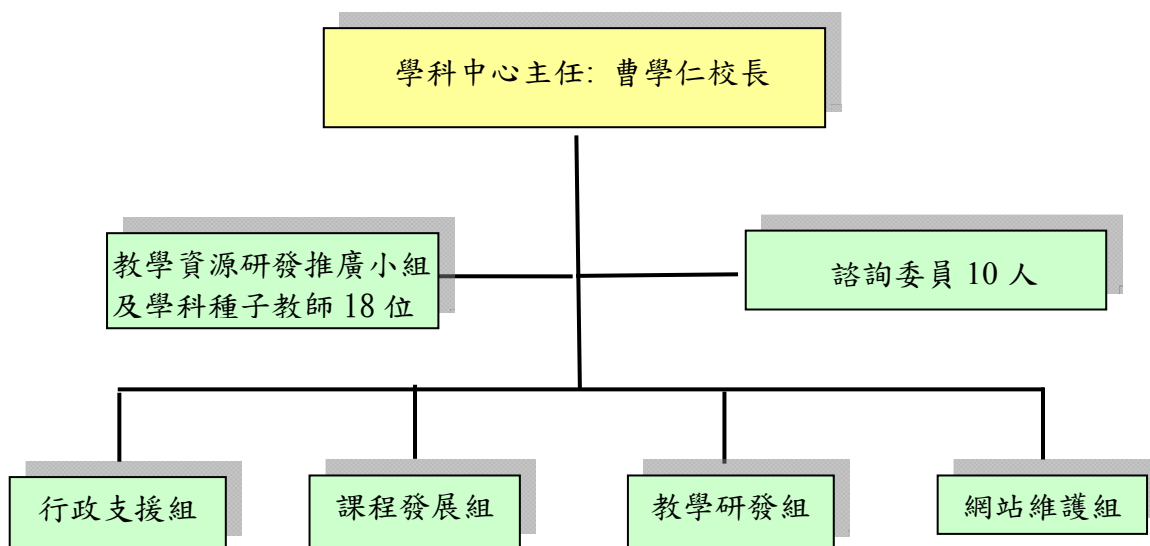 學科中心主任: 曹學仁校長
教學資源研發推廣小組
及學科種子教師 18 位
諮詢委員 10 人
行政支援組
課程發展組
教學研發組
網站維護組